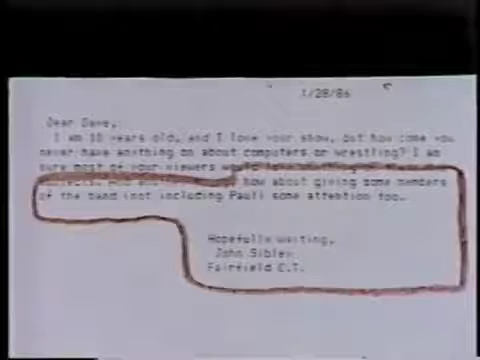 1/28/86
Dear Dave,
I am 10 years old, and I love your show, but how come you
never have anything on about computers or wrestling? I am
sure most of your viewers would
how about giving some members
of the band (not including Paul) some attention too.
Hopefully waiting,
John Sibley
Fairfield C.T.